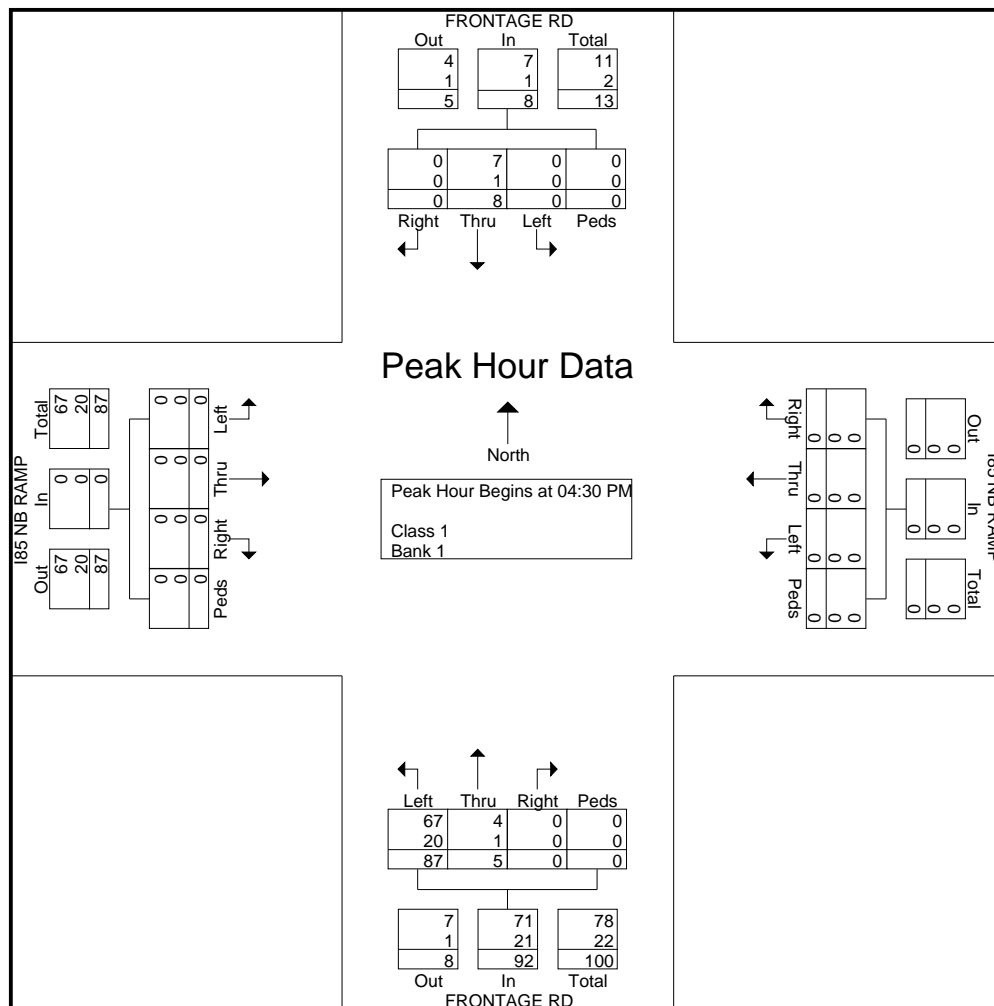 FRONTAGE RD
Out In Total
4 7 11
1 1 2
5 8 13
0 7 0 0
0 1 0 0
0 8 0 0
Right Thru Left Peds
Peak Hour Data
North
Peak Hour Begins at 04:30 PM
Class 1
Bank 1
I85 NB RAMP
Out In Total
67 0 67
20 0 20
87 0 87
Peds Right Thru Left
0 0 0 0
0 0 0 0
0 0 0 0
I85 NB RAMP
Out In Total
0 0 0
0 0 0
0 0 0
Right Thru Left Peds
0 0 0 0
0 0 0 0
0 0 0 0
Left Thru Right Peds
67 4 0 0
20 1 0 0
87 5 0 0
7 71 78
1 21 22
8 92 100
Out In Total
FRONTAGE RD